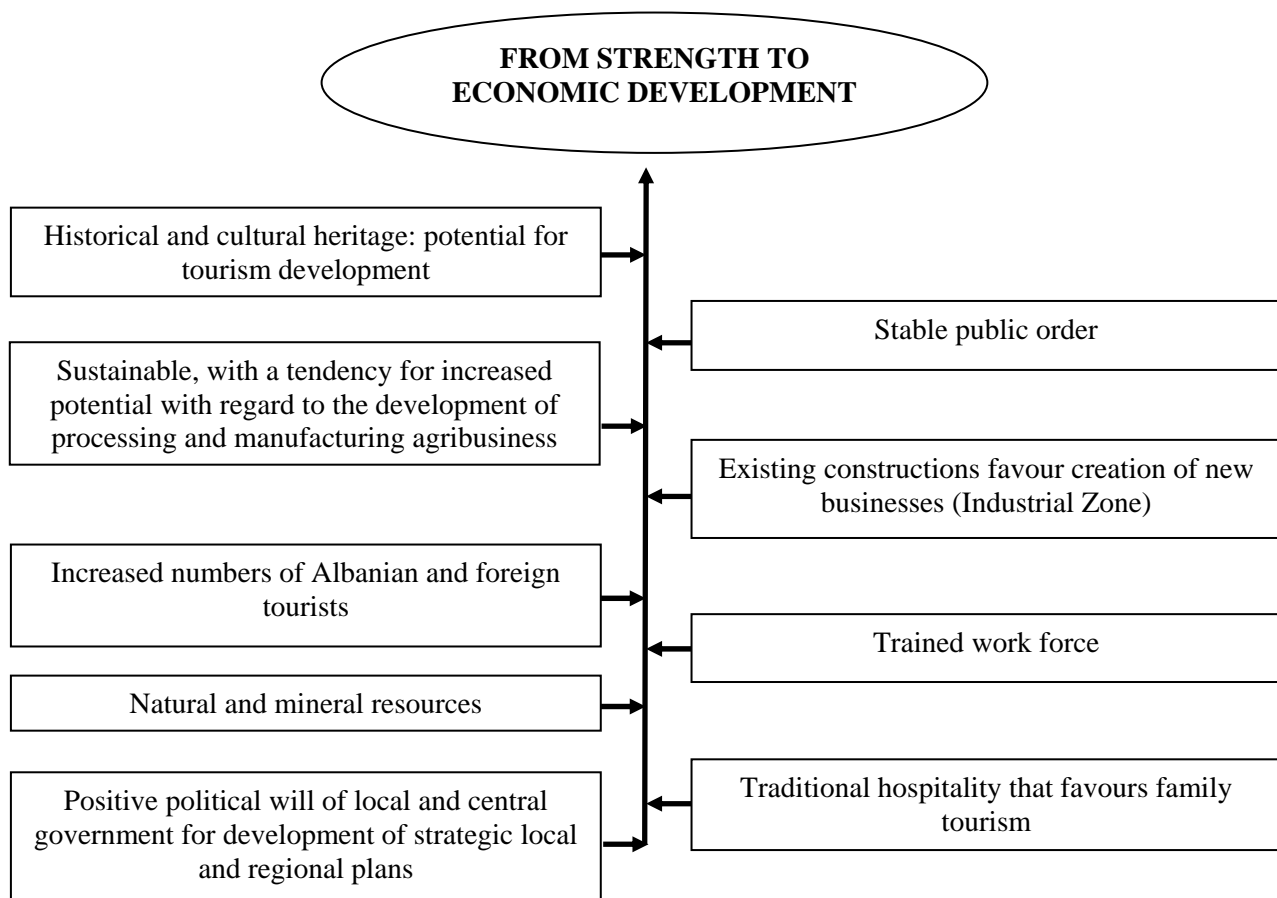 FROM STRENGTH TO
ECONOMIC DEVELOPMENT
Historical and cultural heritage: potential for
tourism development
Stable public order
Sustainable, with a tendency for increased
potential with regard to the development of
processing and manufacturing agribusiness
Existing constructions favour creation of new
businesses (Industrial Zone)
Increased numbers of Albanian and foreign
tourists
Trained work force
Natural and mineral resources
Traditional hospitality that favours family
tourism
Positive political will of local and central
government for development of strategic local
and regional plans